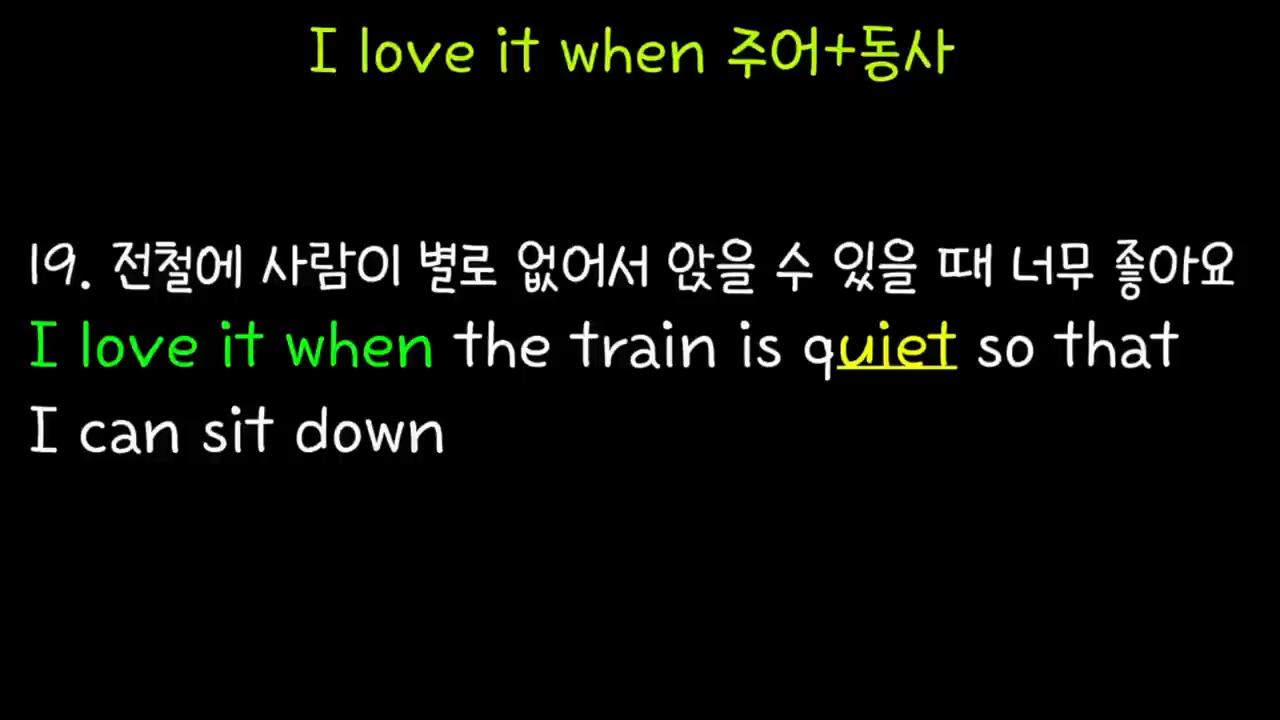 I love it when 주어+동사
19. 전철에 사람이 별로 없어서 앉을 수 있을 때 너무 좋아요
I love it when the train is quiet so that
I can sit down